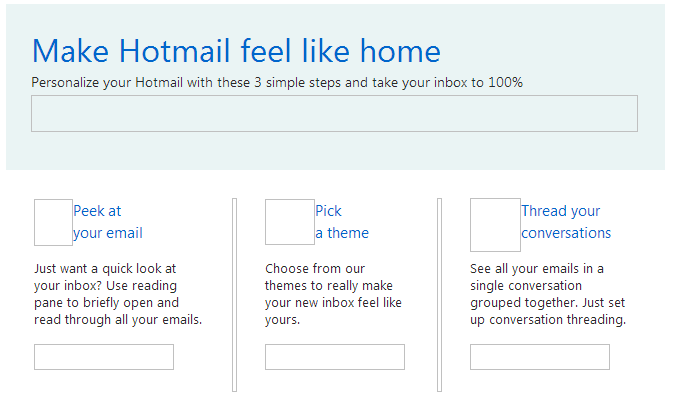 Make Hotmail feel like home
Personalize your Hotmail with these 3 simple steps and take your inbox to 100%
Peek at
your email
Just want a quick look at
your inbox? Use reading
pane to briefly open and
read through all your emails.
Pick
a theme
Choose from our
themes to really make
your new inbox feel like
yours.
Thread your
conversations
See all your emails in a
single conversation
grouped together. Just set
up conversation threading.